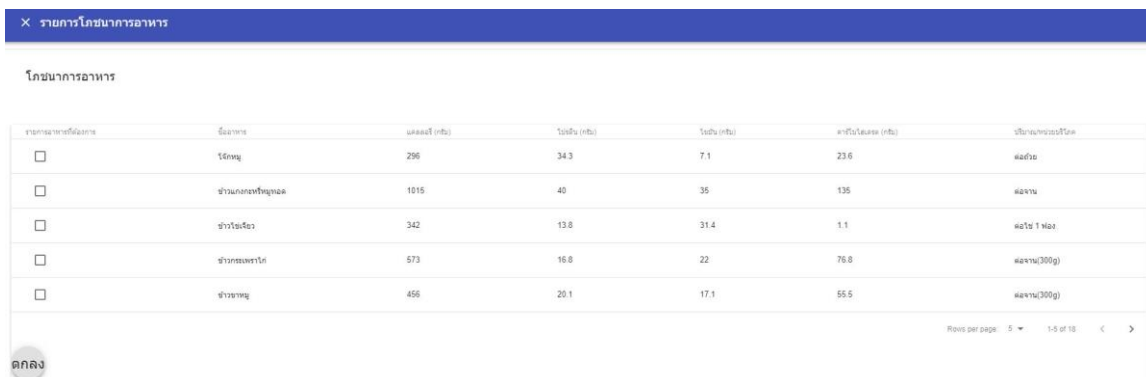 × รายการโภชนาการอาหาร
โภชนาการอาหาร
รายการอาหารที่ต้องการ ชื่ออาหาร แคลลอรี่ (กรัม) โปรตีน (กรัม) ไขมัน (กรัม) คาร์โบไฮเดรต (กรัม) ปริมาณ/หน่วยบริโภค
โจ๊กหมู 296 34.3 7.1 23.6 ต่อถ้วย
ข้าวแกงกะหรี่หมูทอด 1015 40 35 135 ต่อจาน
ข้าวไข่เจียว 342 13.8 31.4 1.1 ต่อไข่ 1 ฟอง
ข้าวกระเพราไก่ 573 16.8 22 76.8 ต่อจาน(300g)
ข้าวขาหมู 456 20.1 17.1 55.5 ต่อจาน(300g)
Rows per page: 5 1-5 of 18
ตกลง